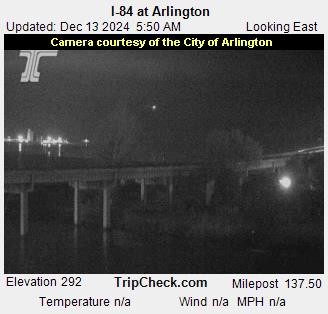 I-84 at Arlington
Updated: Dec 13 2024 5:50 AM Looking East
Camera courtesy of the City of Arlington
Elevation 292 TripCheck.com Milepost 137.50
Temperature n/a Wind n/a MPH n/a